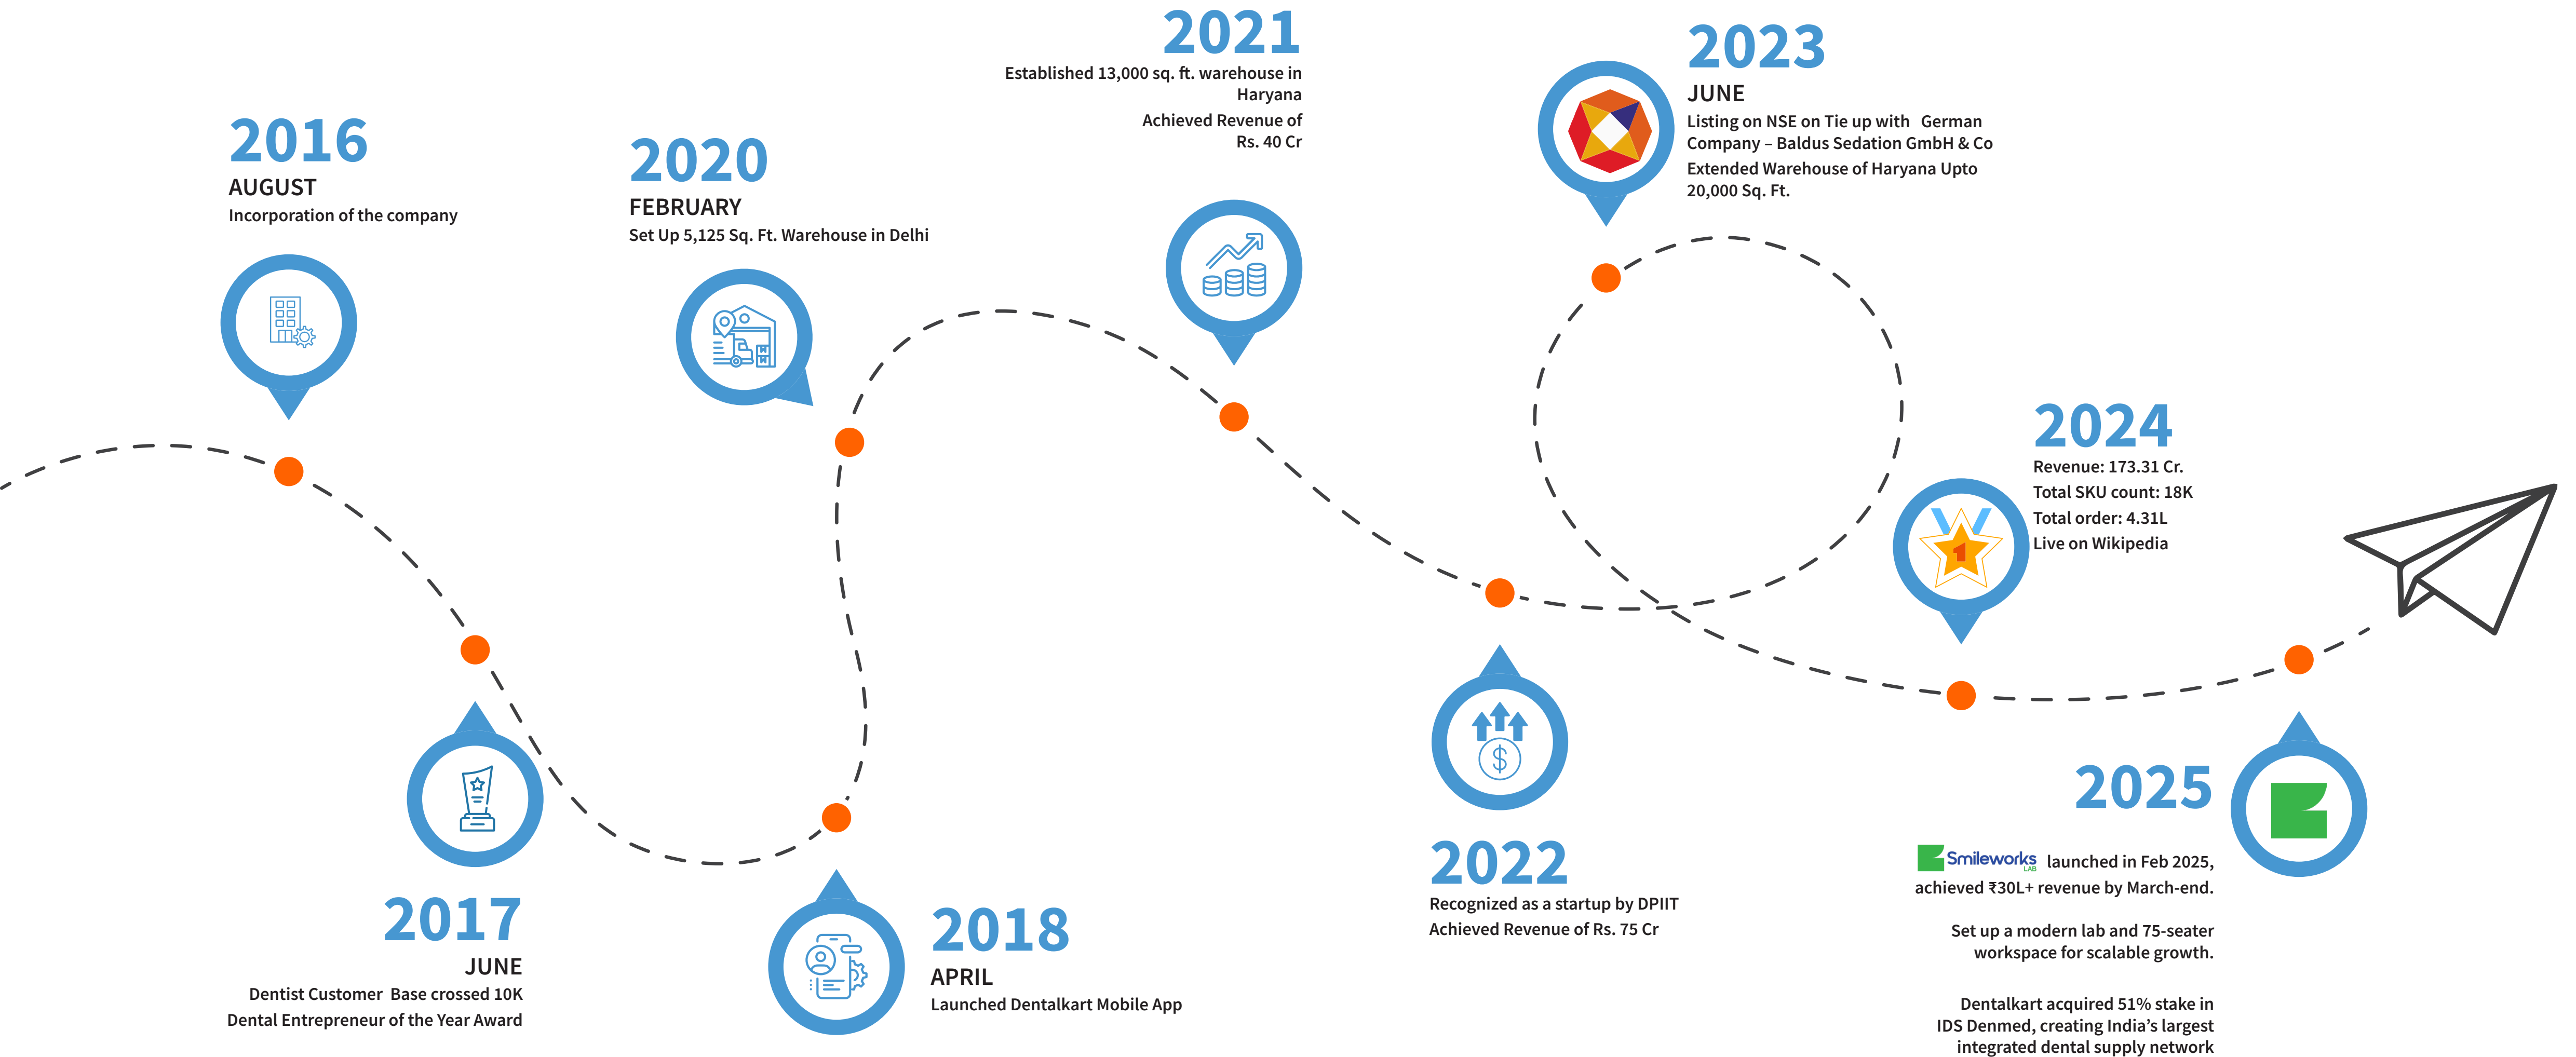 2016
AUGUST
Incorporation of the company
2017
JUNE
Dentist Customer Base crossed 10K
Dental Entrepreneur of the Year Award
2018
APRIL
Launched Dentalkart Mobile App
2020
FEBRUARY
Set Up 5,125 Sq. Ft. Warehouse in Delhi
2021
Established 13,000 sq. ft. warehouse in
Haryana
Achieved Revenue of
Rs. 40 Cr
2022
Recognized as a startup by DPIIT
Achieved Revenue of Rs. 75 Cr
$
2023
JUNE
Listing on NSE on Tie up with German
Company – Baldus Sedation GmbH & Co
Extended Warehouse of Haryana Upto
20,000 Sq. Ft.
2024
Revenue: 173.31 Cr.
Total SKU count: 18K
Total order: 4.31L
Live on Wikipedia
1
2025
Smileworks LAB launched in Feb 2025,
achieved ₹30L+ revenue by March-end.
Set up a modern lab and 75-seater
workspace for scalable growth.
Dentalkart acquired 51% stake in
IDS Denmed, creating India’s largest
integrated dental supply network